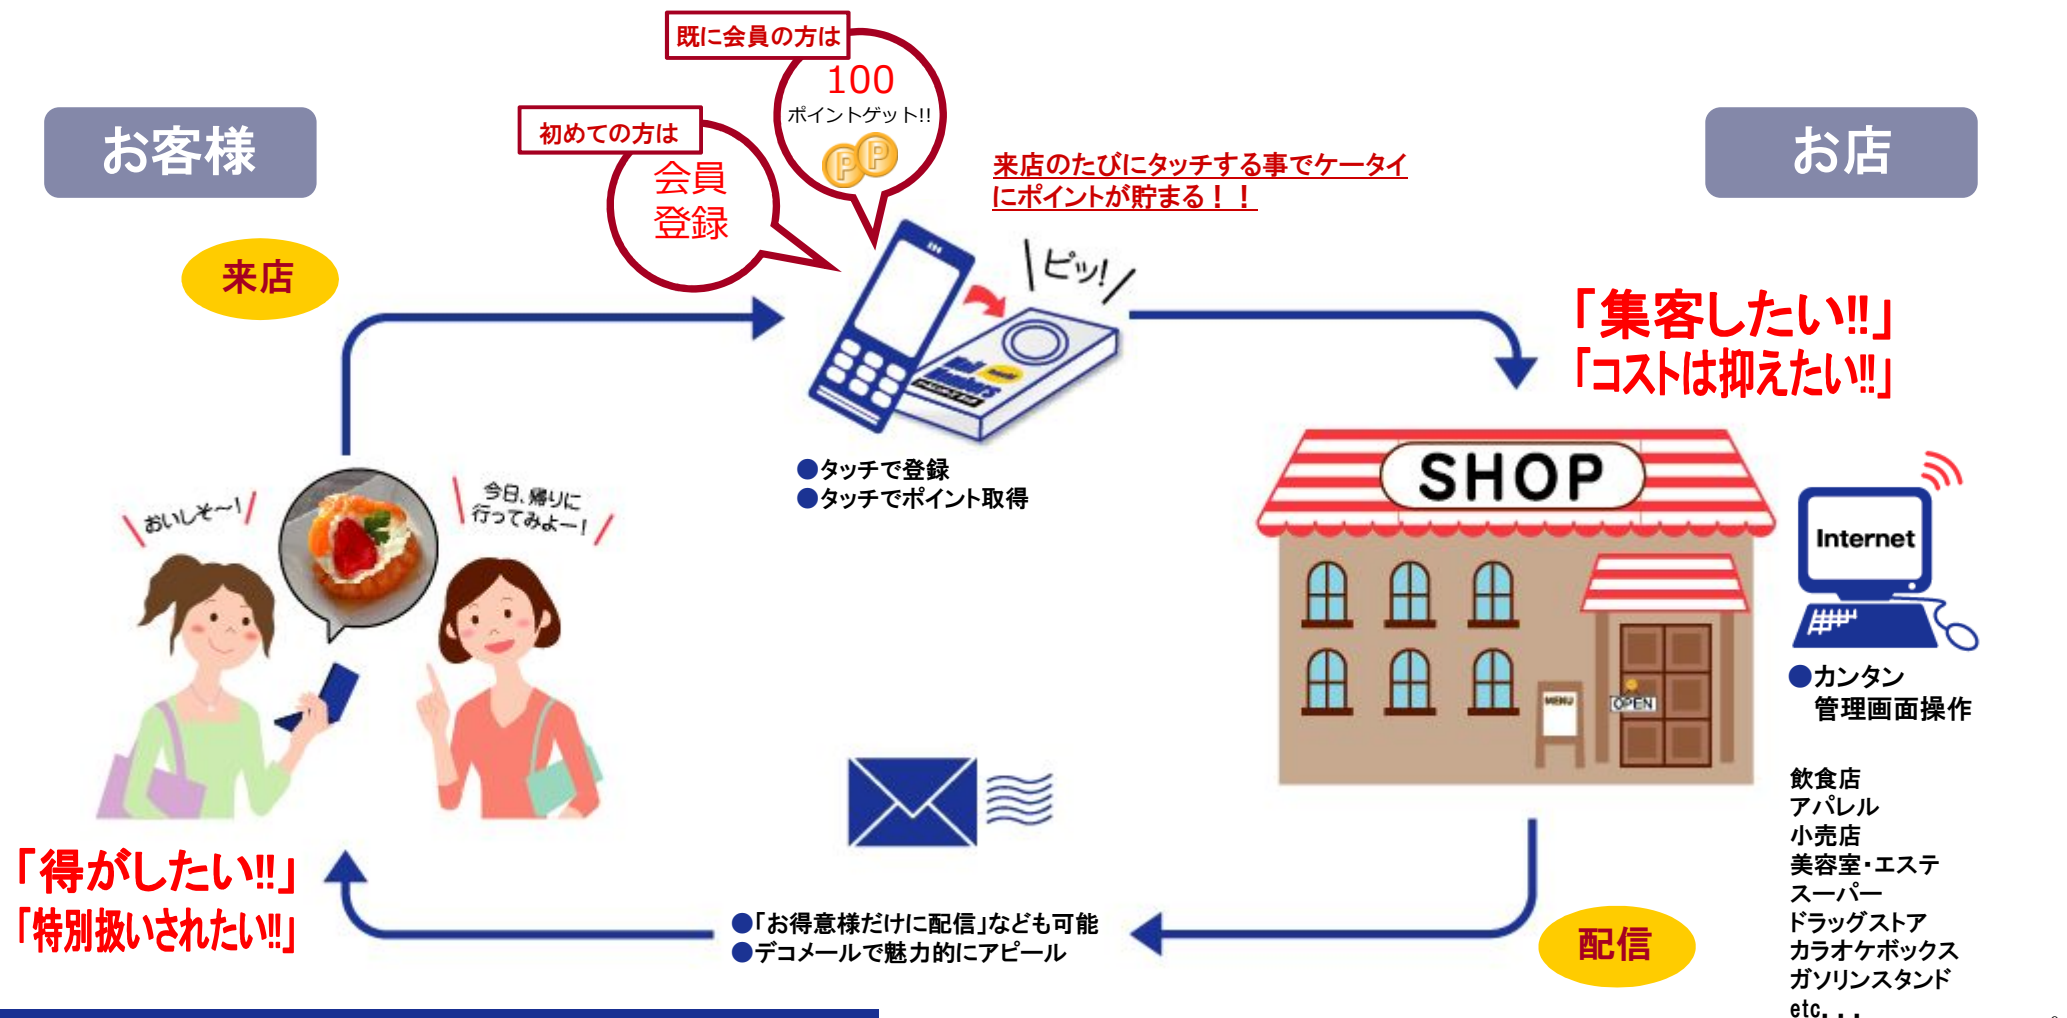 既に会員の方は
100
ポイントゲット!!
初めての方は
会員
登録
お客様
お店
来店のたびにタッチする事でケータイ
にポイントが貯まる！！
来店
ピッ!
「集客したい!!」
「コストは抑えたい!!」
Mail
Members
●タッチで登録
●タッチでポイント取得
SHOP
Internet
おいしそ〜!
今日、帰りに
行ってみよー!
MENU
OPEN
●カンタン
管理画面操作
飲食店
アパレル
小売店
美容室・エステ
スーパー
ドラッグストア
カラオケボックス
ガソリンスタンド
etc...
「得がしたい!!」
「特別扱いされたい!!」
●「お得意様だけに配信」なども可能
●デコメールで魅力的にアピール
配信